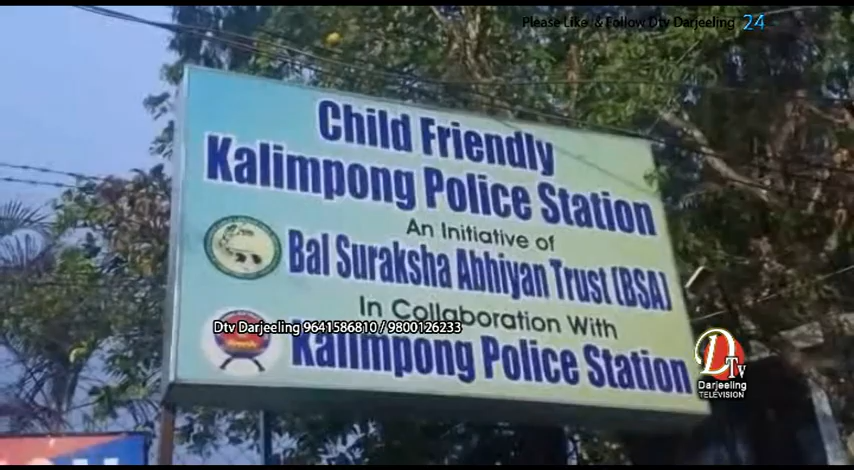 Please Like & Follow Dtv Darjeeling 24
Child Friendly
Kalimpong Police Station
An Initiative of
Bal Suraksha Abhiyan Trust (BSA)
In Collaboration With
Dtv Darjeeling 9641586810 / 9800126233
Kalimpong Police Station
DTv
Darjeeling
TELEVISION